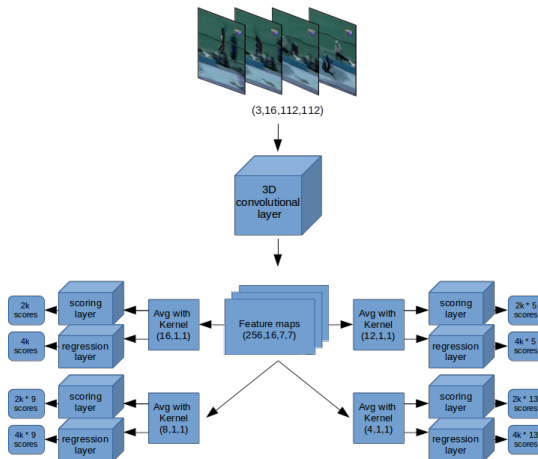 (3,16,112,112)
3D
convolutional
layer
2k
scores
scoring
layer
4k
scores
regression
layer
Avg with
Kernel
(16,1,1)
Feature maps
(256,16,7,7)
Avg with
Kernel
(12,1,1)
scoring
layer
2k * 5
scores
regression
layer
4k * 5
scores
2k * 9
scores
scoring
layer
4k * 9
scores
regression
layer
Avg with
Kernel
(8,1,1)
Avg with
Kernel
(4,1,1)
scoring
layer
2k * 13
scores
regression
layer
4k * 13
scores